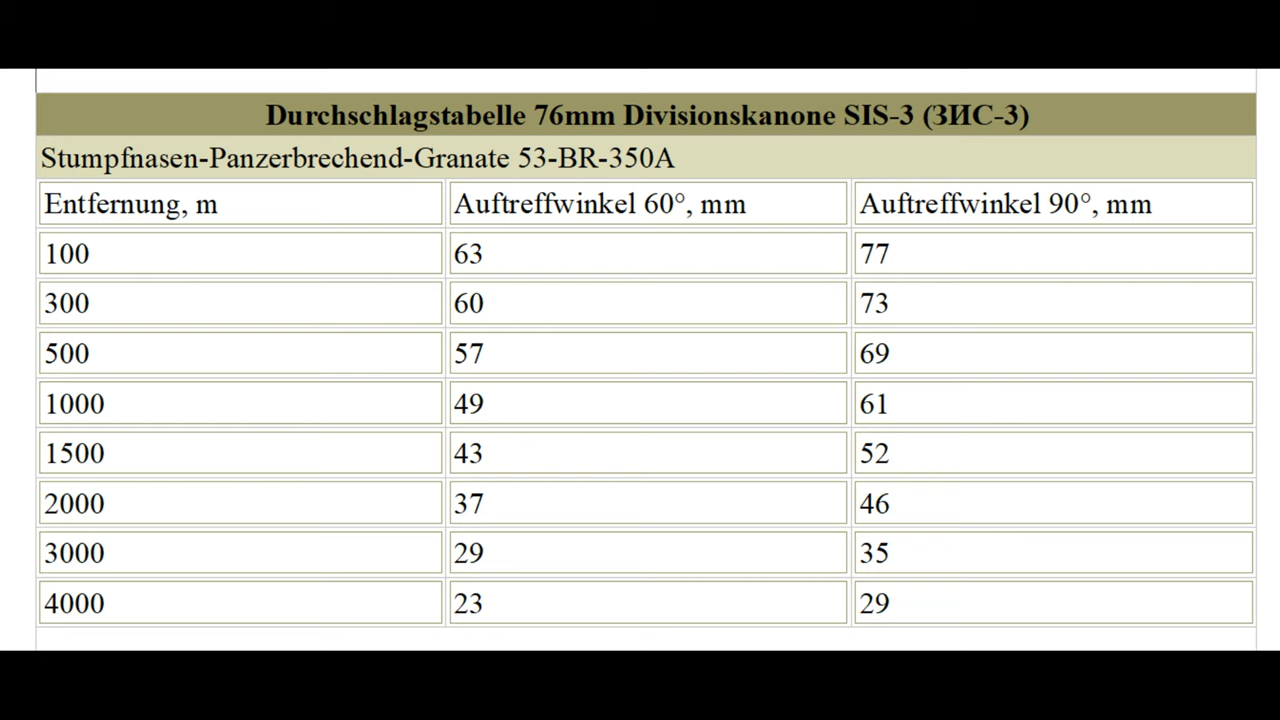 Durchschlagstabelle 76mm Divisionskanone SIS-3 (ЗИС-3)
Stumpfnasen-Panzerbrechend-Granate 53-BR-350A
Entfernung, m Auftreffwinkel 60°, mm Auftreffwinkel 90°, mm
100 63 77
300 60 73
500 57 69
1000 49 61
1500 43 52
2000 37 46
3000 29 35
4000 23 29